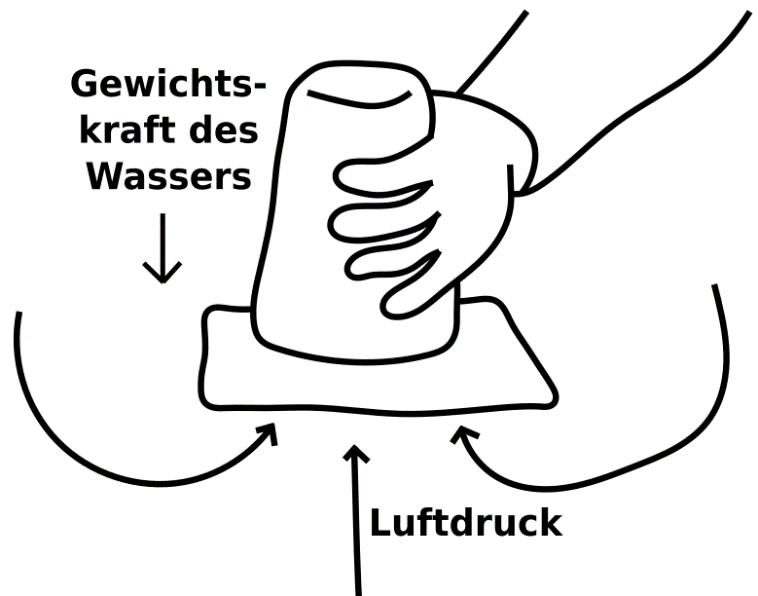 Gewichts-
kraft des
Wassers
Luftdruck